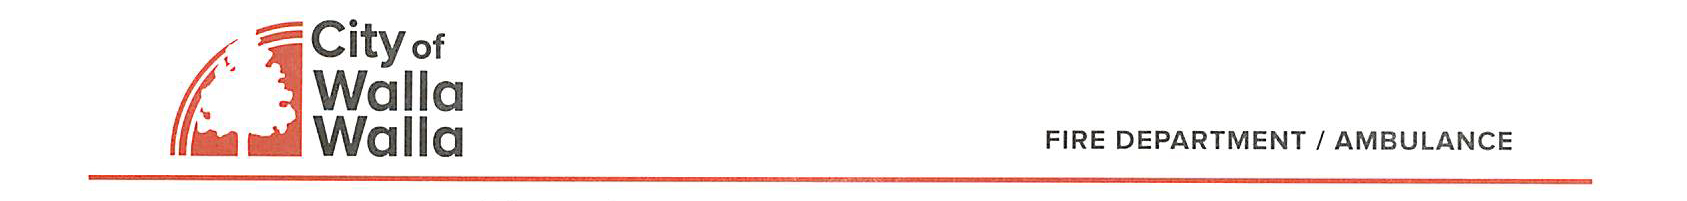 City of
Walla
Walla
FIRE DEPARTMENT / AMBULANCE